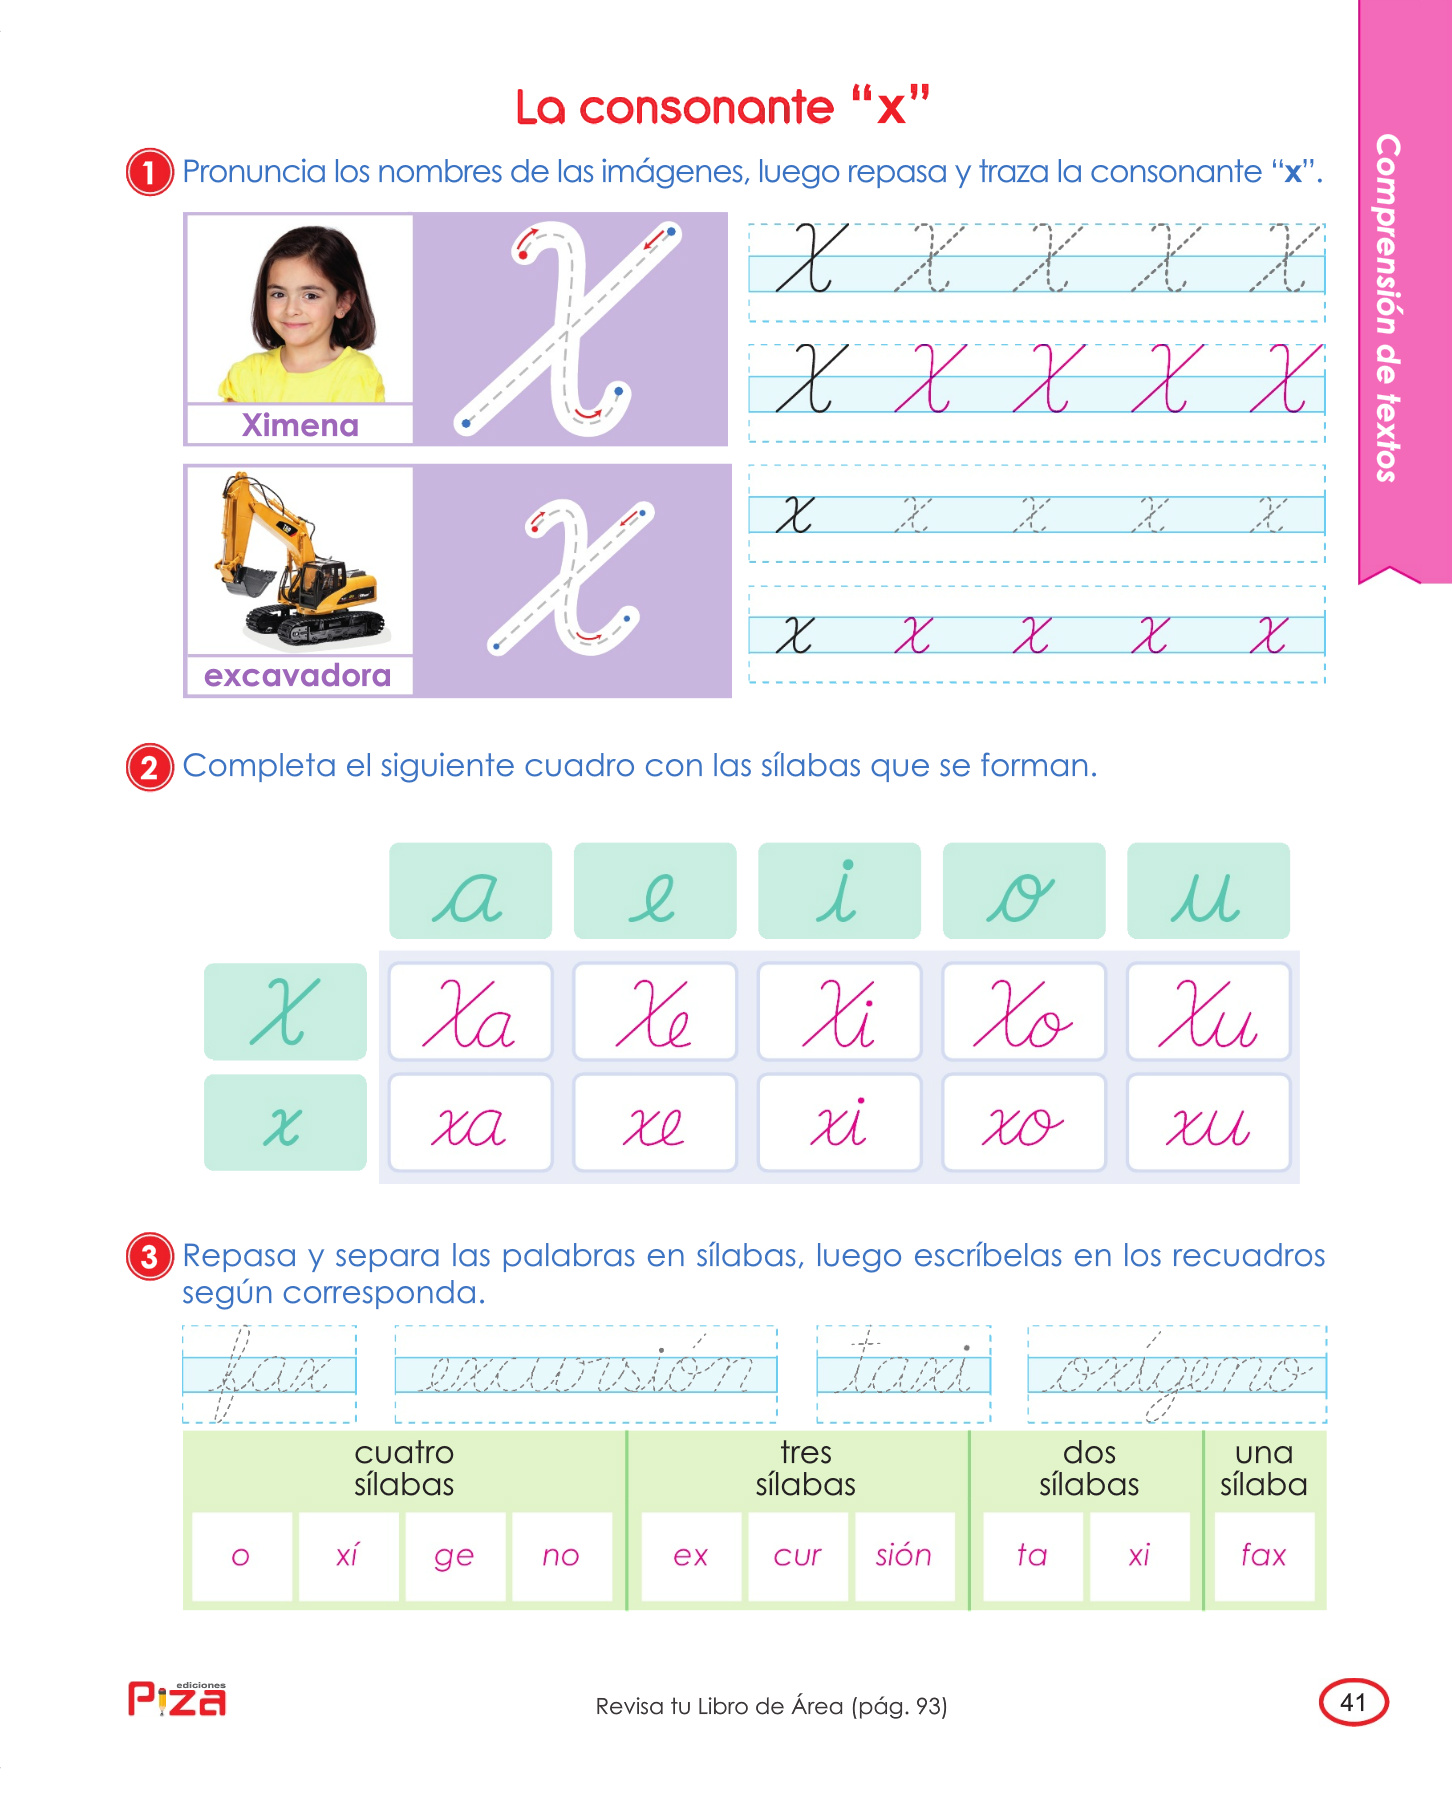 La consonante “x”
1 Pronuncia los nombres de las imágenes, luego repasa y traza la consonante “x”.
X X X X X
Ximena
X X X X X
x x x x x
excavadora
x x x x x
Comprensión de textos
2 Completa el siguiente cuadro con las sílabas que se forman.
a e i o u
X Xa Xe Xi Xo Xu
x xa xe xi xo xu
3 Repasa y separa las palabras en sílabas, luego escríbelas en los recuadros
según corresponda.
fax excursión taxi oxígeno
cuatro sílabas
tres sílabas
dos sílabas
una sílaba
o xí ge no ex cur sión ta xi fax
ediciones
Piza
Revisa tu Libro de Área (pág. 93)
41